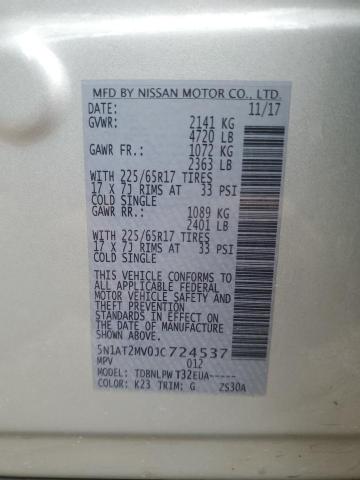 MFD BY NISSAN MOTOR CO., LTD.
DATE: 11/17
GVWR: 2141 KG
4720 LB
GAWR FR.: 1072 KG
2363 LB
WITH 225/65R17 TIRES
17 X 7J RIMS AT 33 PSI
COLD SINGLE
GAWR RR.: 1089 KG
2401 LB
WITH 225/65R17 TIRES
17 X 7J RIMS AT 33 PSI
COLD SINGLE
THIS VEHICLE CONFORMS TO
ALL APPLICABLE FEDERAL
MOTOR VEHICLE SAFETY AND
THEFT PREVENTION
STANDARDS IN EFFECT ON
THE DATE OF MANUFACTURE
SHOWN ABOVE.
5N1AT2MV0JC724537
MPV 012
MODEL: TDBNLPW T32EUA-----
COLOR: K23 TRIM: G ZS30A